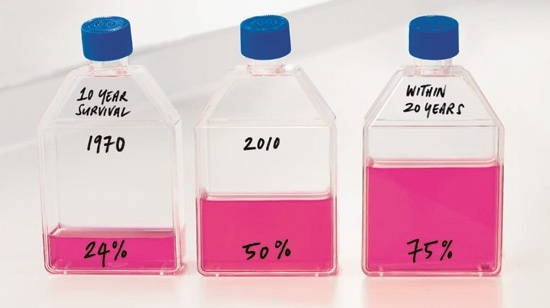 10 YEAR
SURVIVAL
1970
24%
2010
50%
WITHIN
20 YEARS
75%